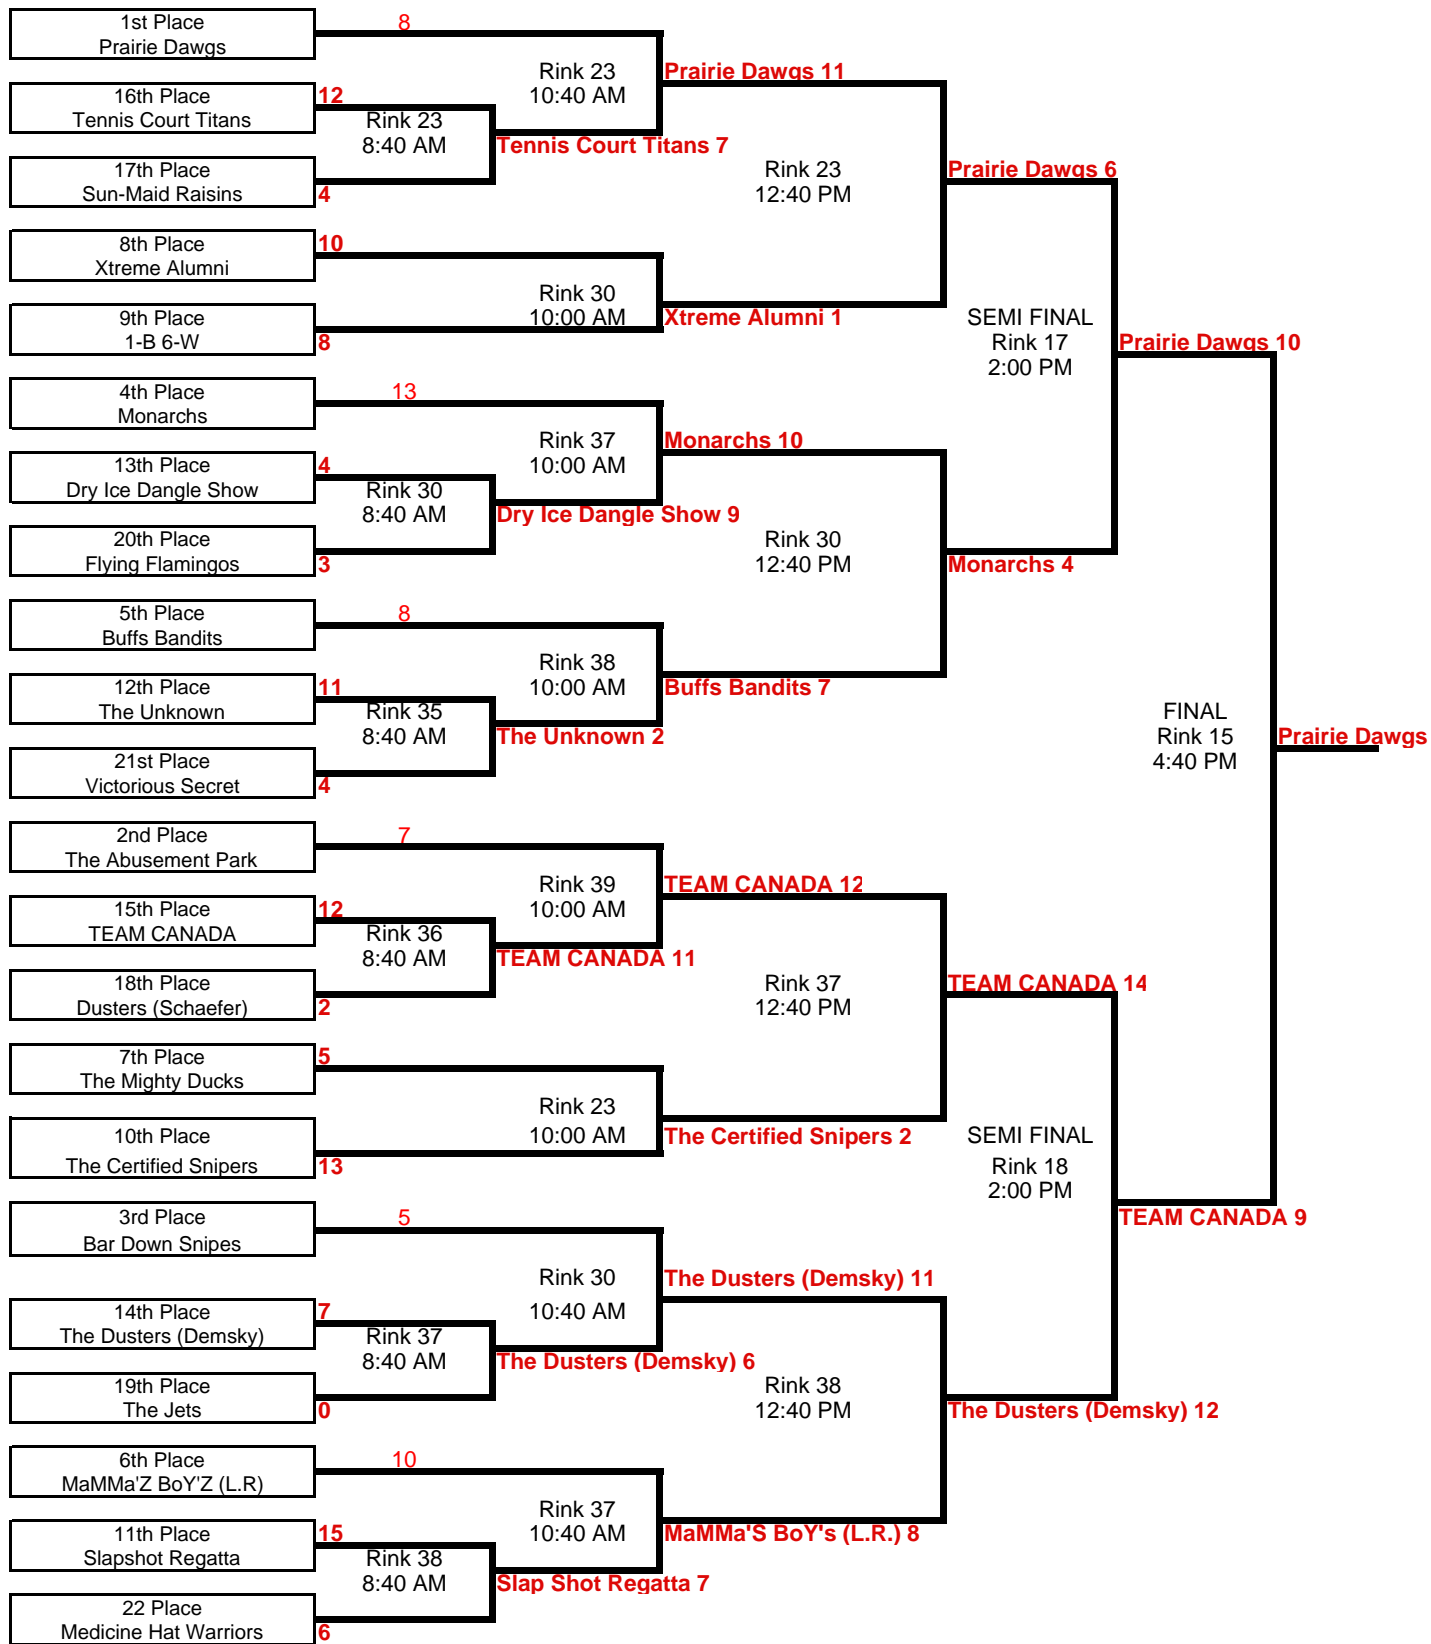 1st Place
Prairie Dawgs
8
Rink 23
10:40 AM
Prairie Dawgs 11
16th Place
Tennis Court Titans
12
Rink 23
8:40 AM
Tennis Court Titans 7
17th Place
Sun-Maid Raisins
4
Rink 23
12:40 PM
Prairie Dawgs 6
8th Place
Xtreme Alumni
10
Rink 30
10:00 AM
Xtreme Alumni 1
9th Place
1-B 6-W
8
SEMI FINAL
Rink 17
2:00 PM
Prairie Dawgs 10
4th Place
Monarchs
13
Rink 37
10:00 AM
Monarchs 10
13th Place
Dry Ice Dangle Show
4
Rink 30
8:40 AM
Dry Ice Dangle Show 9
20th Place
Flying Flamingos
3
Rink 30
12:40 PM
Monarchs 4
5th Place
Buffs Bandits
8
Rink 38
10:00 AM
Buffs Bandits 7
12th Place
The Unknown
11
Rink 35
8:40 AM
The Unknown 2
21st Place
Victorious Secret
4
FINAL
Rink 15
4:40 PM
Prairie Dawgs
2nd Place
The Abusement Park
7
Rink 39
10:00 AM
TEAM CANADA 12
15th Place
TEAM CANADA
12
Rink 36
8:40 AM
TEAM CANADA 11
18th Place
Dusters (Schaefer)
2
Rink 37
12:40 PM
TEAM CANADA 14
7th Place
The Mighty Ducks
5
Rink 23
10:00 AM
The Certified Snipers 2
10th Place
The Certified Snipers
13
SEMI FINAL
Rink 18
2:00 PM
TEAM CANADA 9
3rd Place
Bar Down Snipes
5
Rink 30
10:40 AM
The Dusters (Demsky) 11
14th Place
The Dusters (Demsky)
7
Rink 37
8:40 AM
The Dusters (Demsky) 6
19th Place
The Jets
0
Rink 38
12:40 PM
The Dusters (Demsky) 12
6th Place
MaMMa'Z BoY'Z (L.R)
10
Rink 37
10:40 AM
MaMMa'S BoY's (L.R.) 8
11th Place
Slapshot Regatta
15
Rink 38
8:40 AM
Slap Shot Regatta 7
22 Place
Medicine Hat Warriors
6